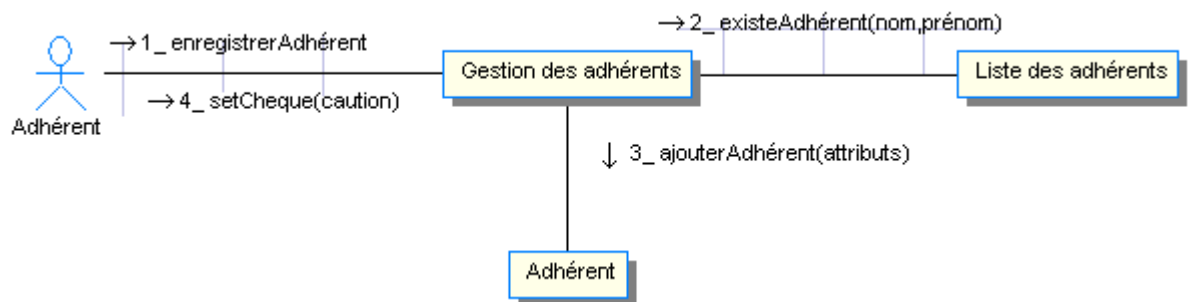 →1_ enregistrerAdhérent
→2_ existeAdhérent(nom,prénom)
Gestion des adhérents
Liste des adhérents
→4_ setCheque(caution)
Adhérent
↓ 3_ ajouterAdhérent(attributs)
Adhérent